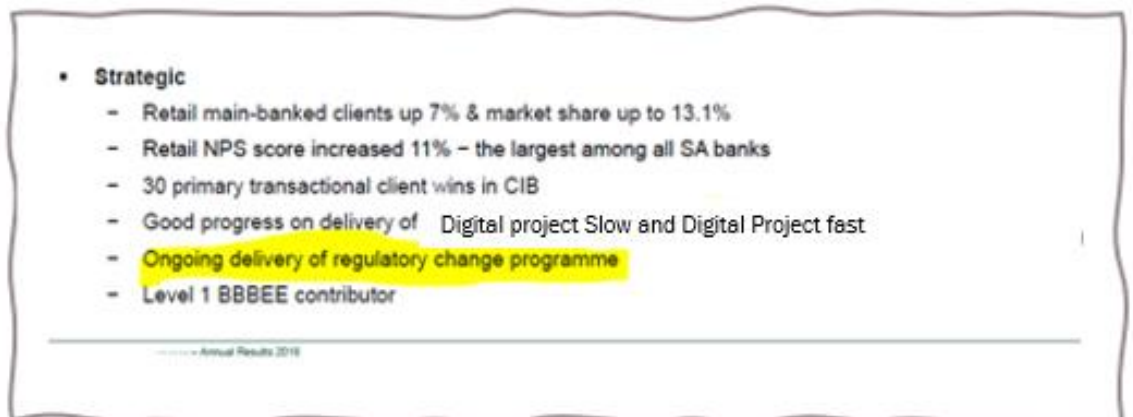 • Strategic
– Retail main-banked clients up 7% & market share up to 13.1%
– Retail NPS score increased 11% – the largest among all SA banks
– 30 primary transactional client wins in CIB
– Good progress on delivery of Digital project Slow and Digital Project fast
– Ongoing delivery of regulatory change programme
– Level 1 BBBEE contributor
– Annual Results